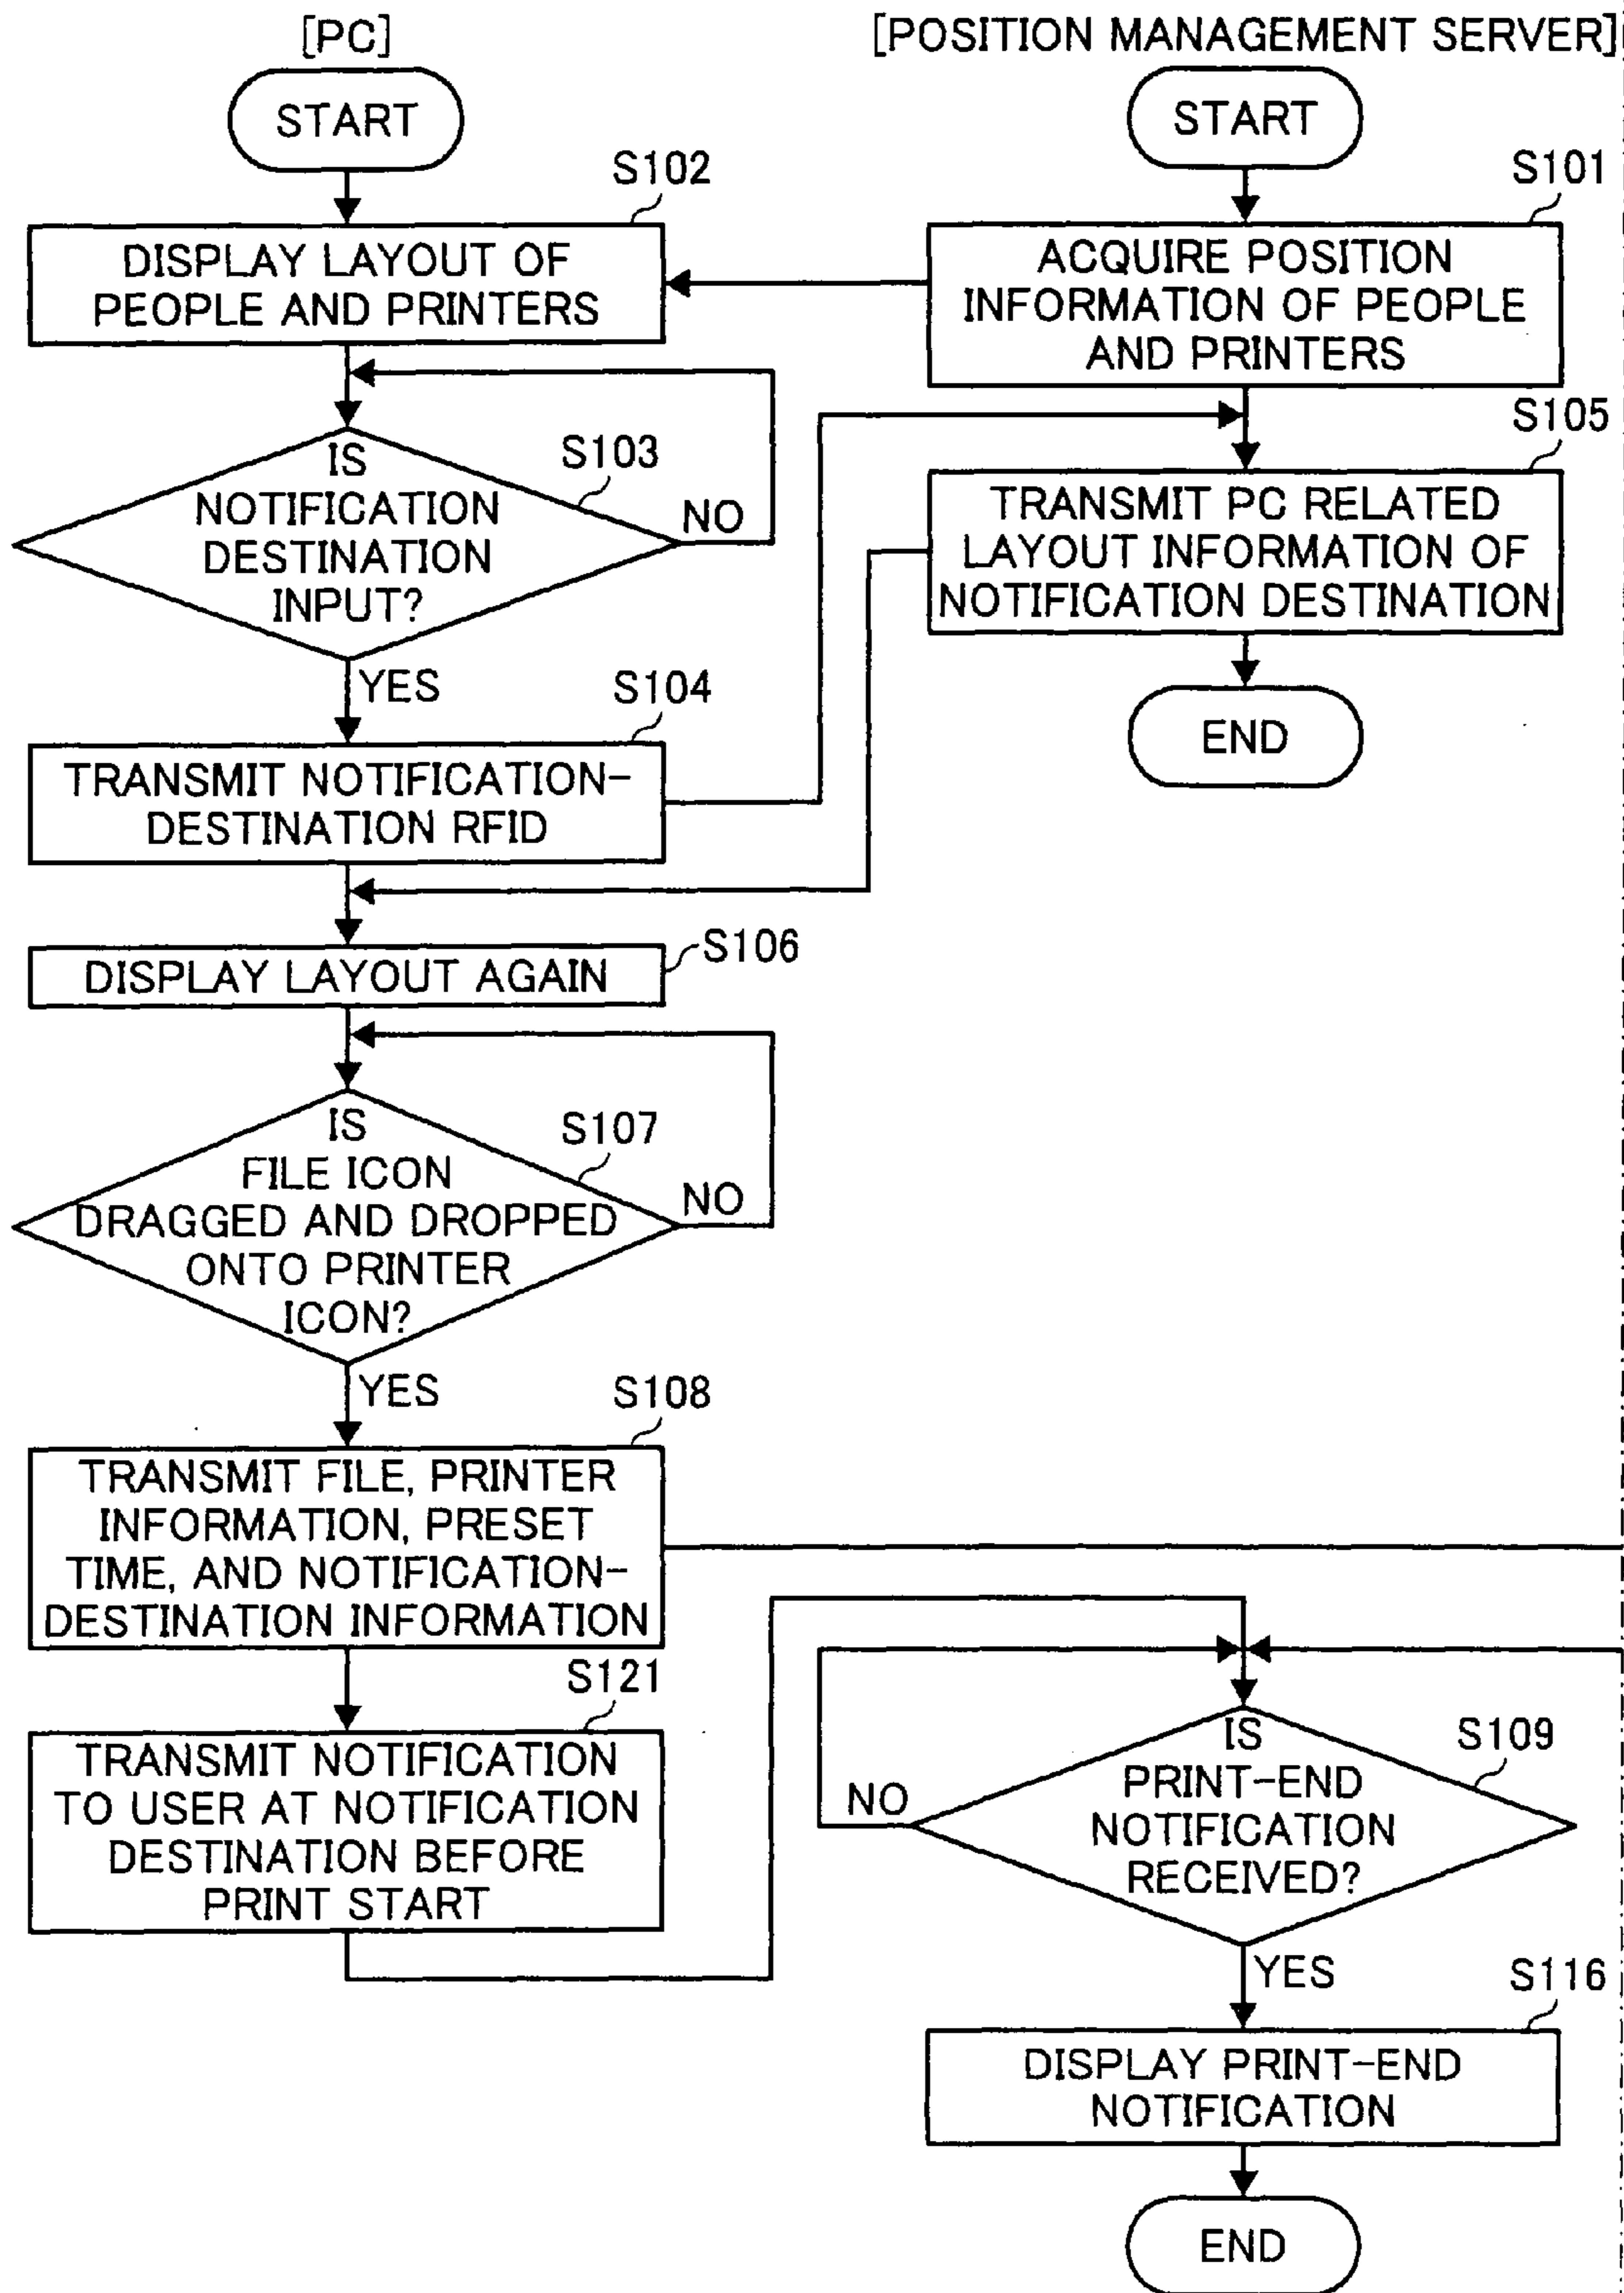 [PC]
START
S102
DISPLAY LAYOUT OF
PEOPLE AND PRINTERS
IS
NOTIFICATION
DESTINATION
INPUT?
S103
NO
YES
S104
TRANSMIT NOTIFICATION-
DESTINATION RFID
DISPLAY LAYOUT AGAIN
S106
IS
FILE ICON
DRAGGED AND DROPPED
ONTO PRINTER
ICON?
S107
NO
YES
S108
TRANSMIT FILE, PRINTER
INFORMATION, PRESET
TIME, AND NOTIFICATION-
DESTINATION INFORMATION
S121
TRANSMIT NOTIFICATION
TO USER AT NOTIFICATION
DESTINATION BEFORE
PRINT START
[POSITION MANAGEMENT SERVER]
START
S101
ACQUIRE POSITION
INFORMATION OF PEOPLE
AND PRINTERS
S105
TRANSMIT PC RELATED
LAYOUT INFORMATION OF
NOTIFICATION DESTINATION
END
IS
PRINT-END
NOTIFICATION
RECEIVED?
S109
NO
YES
S116
DISPLAY PRINT-END
NOTIFICATION
END